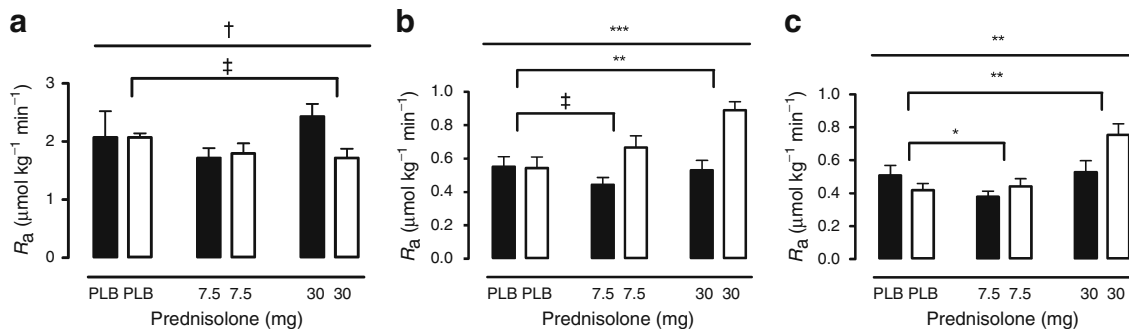 a
†
‡
3
2
1
0
Ra (µmol kg−1 min−1)
PLB PLB 7.5 7.5 30 30
Prednisolone (mg)
b
***
**
‡
1.0
0.8
0.6
0.4
0.2
0.0
Ra (µmol kg−1 min−1)
PLB PLB 7.5 7.5 30 30
Prednisolone (mg)
c
**
**
*
1.0
0.8
0.6
0.4
0.2
0.0
Ra (µmol kg−1 min−1)
PLB PLB 7.5 7.5 30 30
Prednisolone (mg)